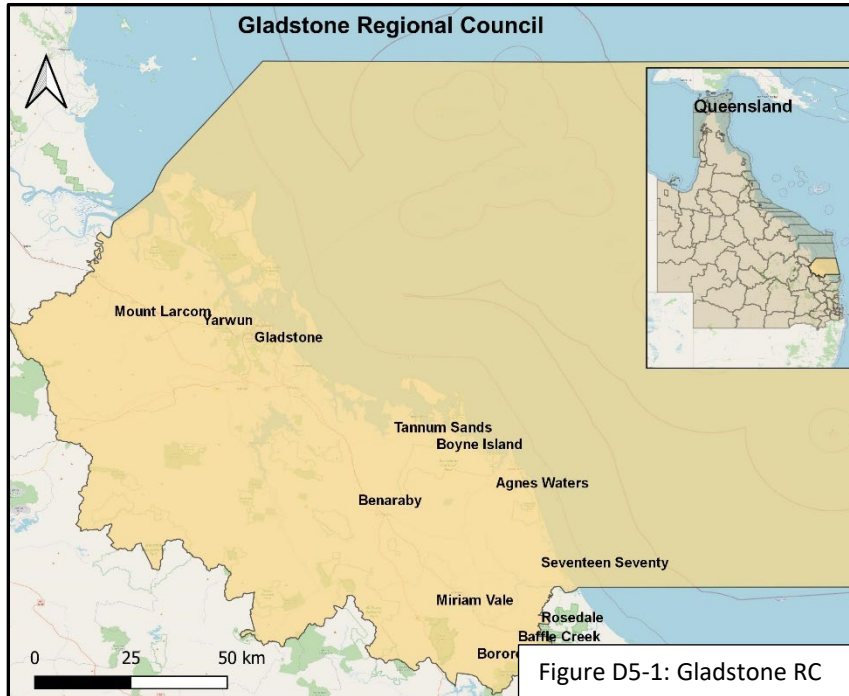 Gladstone Regional Council
Queensland
Mount Larcom
Yarwun
Gladstone
Tannum Sands
Boyne Island
Agnes Waters
Benaraby
Seventeen Seventy
Miriam Vale
Rosedale
Baffle Creek
Boror
0 25 50 km
Figure D5-1: Gladstone RC